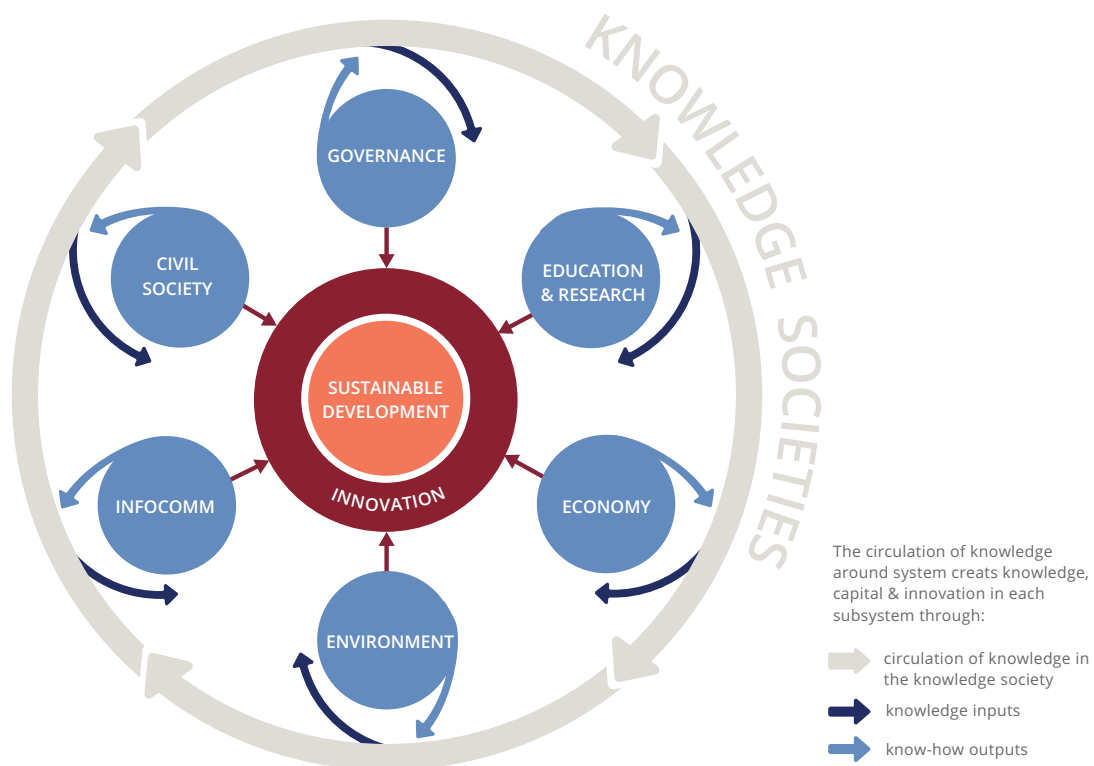 KNOWLEDGE SOCIETIES
GOVERNANCE
CIVIL
SOCIETY
EDUCATION
& RESEARCH
SUSTAINABLE
DEVELOPMENT
INNOVATION
INFOCOMM
ECONOMY
ENVIRONMENT
The circulation of knowledge
around system creats knowledge,
capital & innovation in each
subsystem through:
circulation of knowledge in
the knowledge society
knowledge inputs
know-how outputs